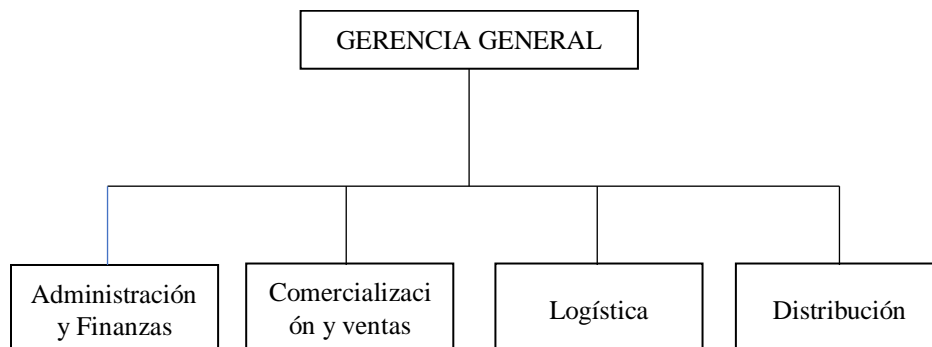 GERENCIA GENERAL
Administración
y Finanzas
Comercializaci
ón y ventas
Logística
Distribución